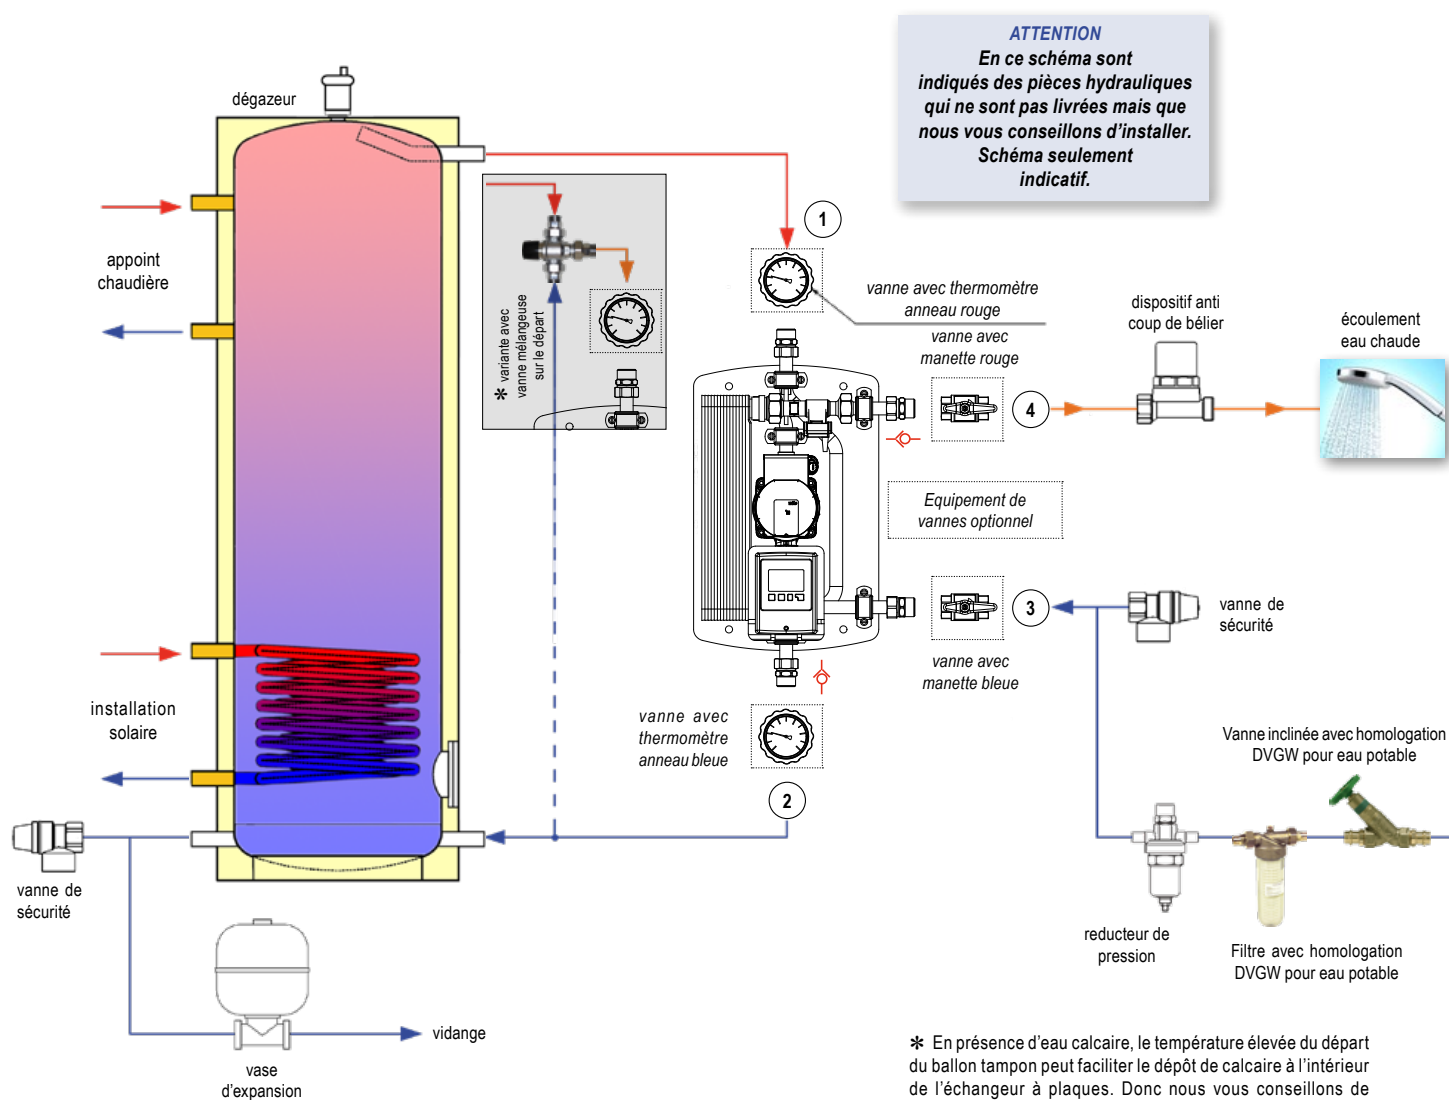 ATTENTION
En ce schéma sont
indiqués des pièces hydrauliques
qui ne sont pas livrées mais que
nous vous conseillons d'installer.
Schéma seulement
indicatif.
dégazeur
appoint
chaudière
✻ variante avec
vanne mélangeuse
sur le départ
1
vanne avec thermomètre
anneau rouge
vanne avec
manette rouge
4
dispositif anti
coup de bélier
écoulement
eau chaude
Equipement de
vannes optionnel
3
vanne avec
manette bleue
vanne de
sécurité
installation
solaire
vanne avec
thermomètre
anneau bleue
2
Vanne inclinée avec homologation
DVGW pour eau potable
vanne de
sécurité
reducteur de
pression
Filtre avec homologation
DVGW pour eau potable
vidange
vase
d'expansion
✻ En présence d'eau calcaire, le température élevée du départ
du ballon tampon peut faciliter le dépôt de calcaire à l'intérieur
de l'échangeur à plaques. Donc nous vous conseillons de